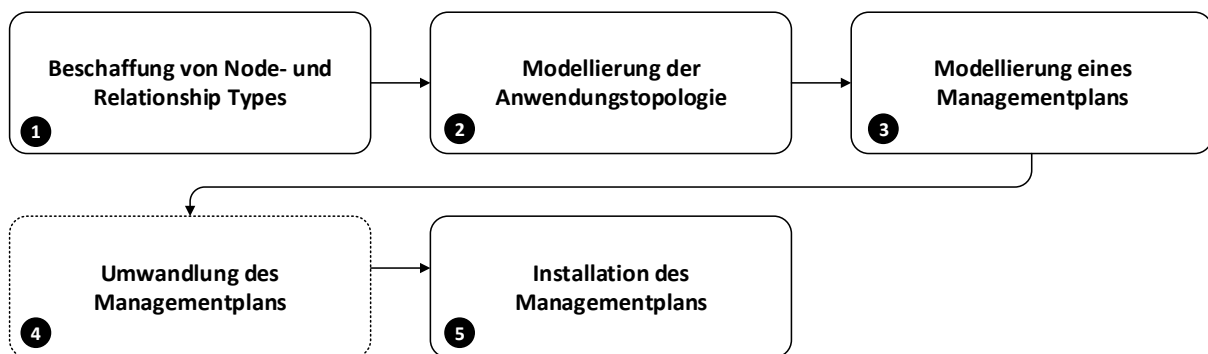 Beschaffung von Node- und
Relationship Types
1
Modellierung der
Anwendungstopologie
2
Modellierung eines
Managementplans
3
Umwandlung des
Managementplans
4
Installation des
Managementplans
5